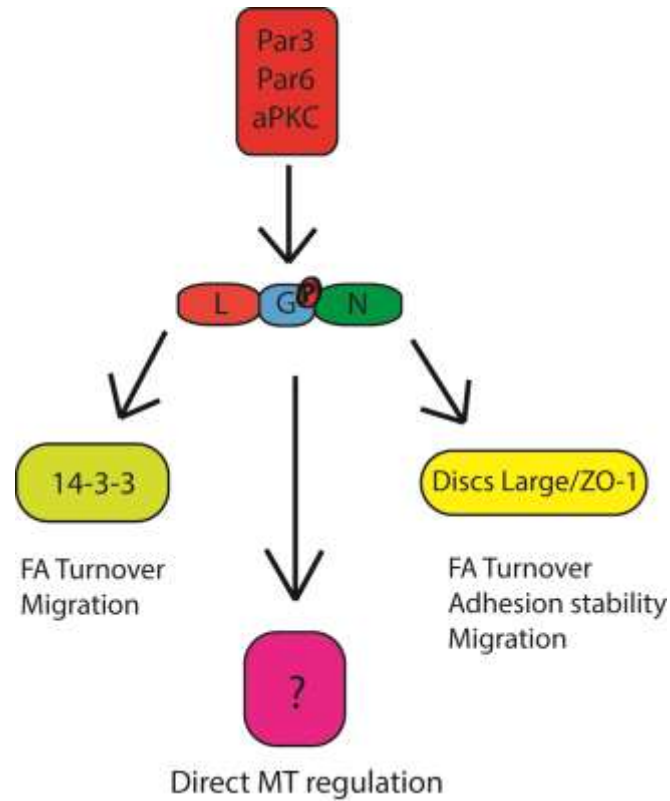 Par3
Par6
aPKC
L G P N
14-3-3
Discs Large/ZO-1
FA Turnover
Migration
FA Turnover
Adhesion stability
Migration
?
Direct MT regulation